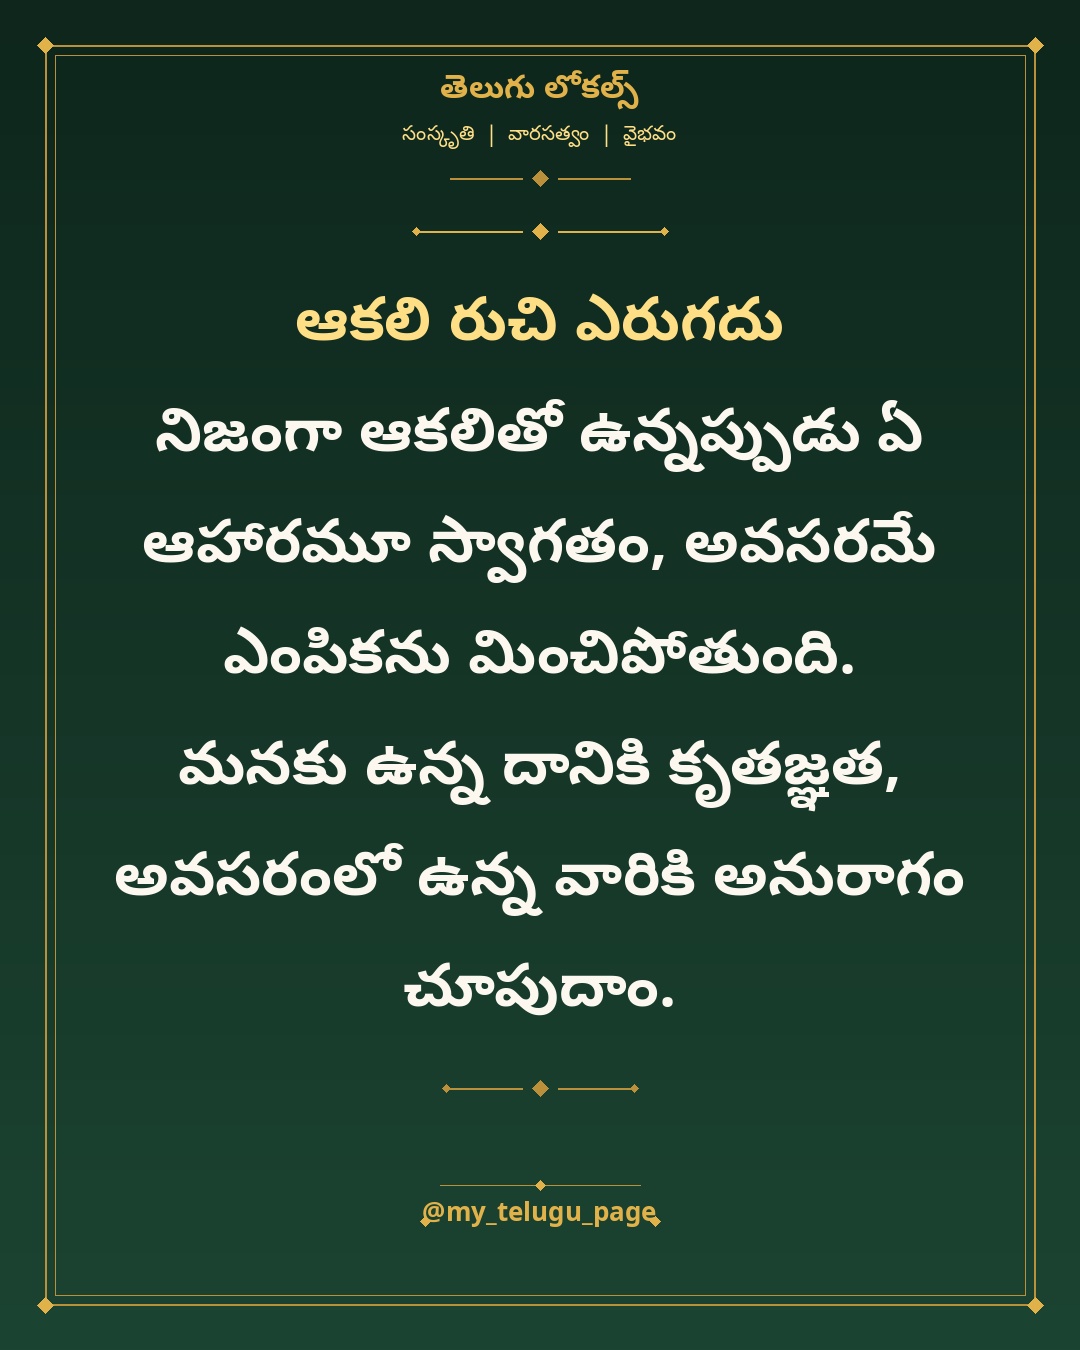 తెలుగు లోకల్స్
సంస్కృతి | వారసత్వం | వైభవం
ఆకలి రుచి ఎరుగదు
నిజంగా ఆకలితో ఉన్నప్పుడు ఏ
ఆహారమూ స్వాగతం, అవసరమే
ఎంపికను మించిపోతుంది.
మనకు ఉన్న దానికి కృతజ్ఞత,
అవసరంలో ఉన్న వారికి అనురాగం
చూపుదాం.
@my_telugu_page